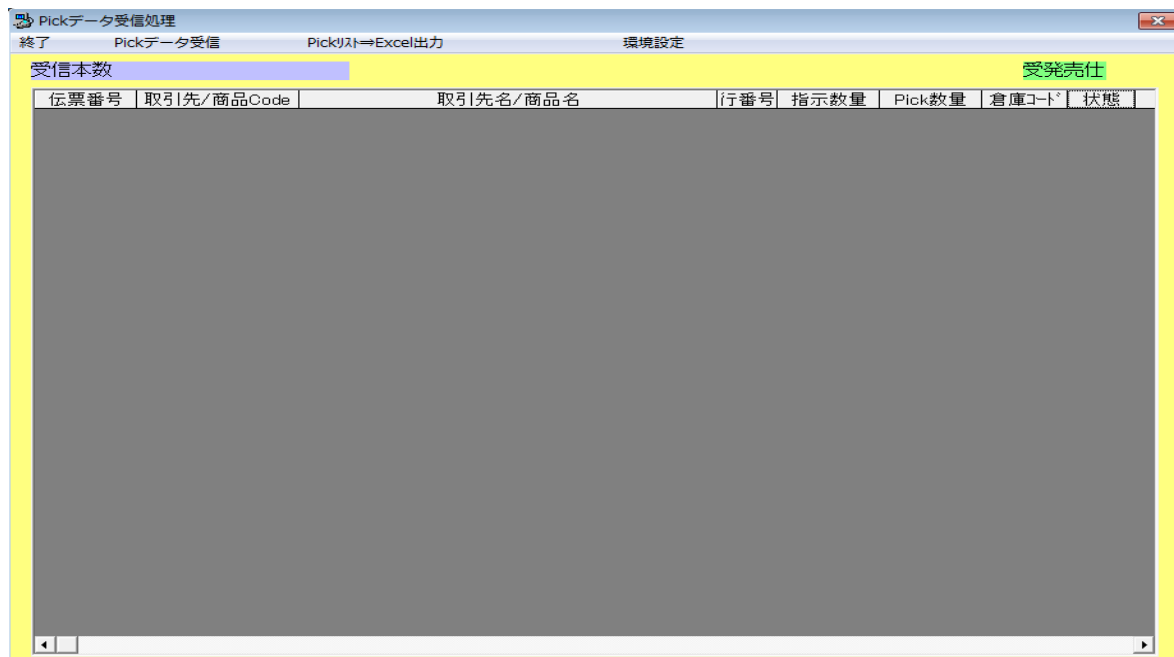 Pickデータ受信処理
終了 Pickデータ受信 Pickﾘｽﾄ⇒Excel出力 環境設定
受信本数 受発売仕
伝票番号 取引先/商品Code 取引先名/商品名 行番号 指示数量 Pick数量 倉庫ｺｰﾄﾞ 状態